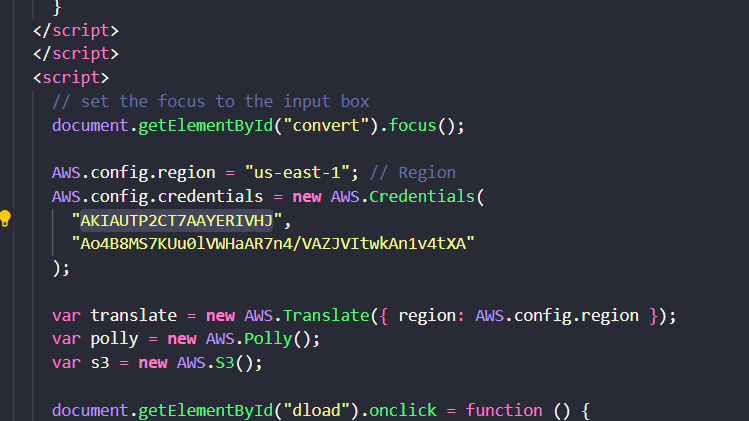 }
</script>
</script>
<script>
// set the focus to the input box
document.getElementById("convert").focus();
AWS.config.region = "us-east-1"; // Region
AWS.config.credentials = new AWS.Credentials(
"AKIAUTP2CT7AAYERIVHJ",
"Ao4B8MS7KUu0lVWHaAR7n4/VAZJVItwkAn1v4tXA"
);
var translate = new AWS.Translate({ region: AWS.config.region });
var polly = new AWS.Polly();
var s3 = new AWS.S3();
document.getElementById("dload").onclick = function () {